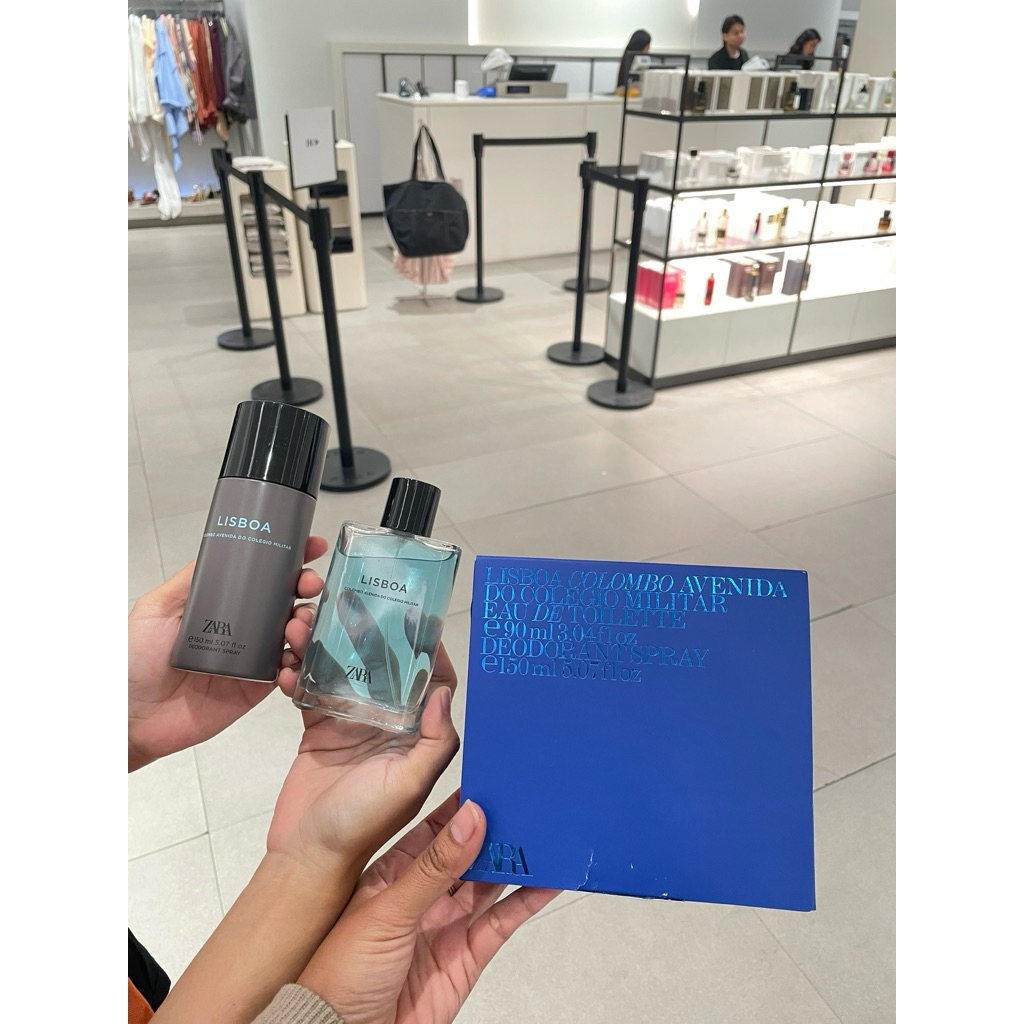 LISBOA
COLOMBO AVENIDA DO COLEGIO MILITAR
ZARA
e 150 ml 5.07 fl oz
DEODORANT SPRAY
LISBOA
COLOMBO AVENIDA DO COLEGIO MILITAR
ZARA
LISBOA COLOMBO AVENIDA
DO COLEGIO MILITAR
EAU DE TOILETTE
e 90 ml 3.04 fl oz
DEODORANT SPRAY
e 150 ml 5.07 fl oz
ZARA